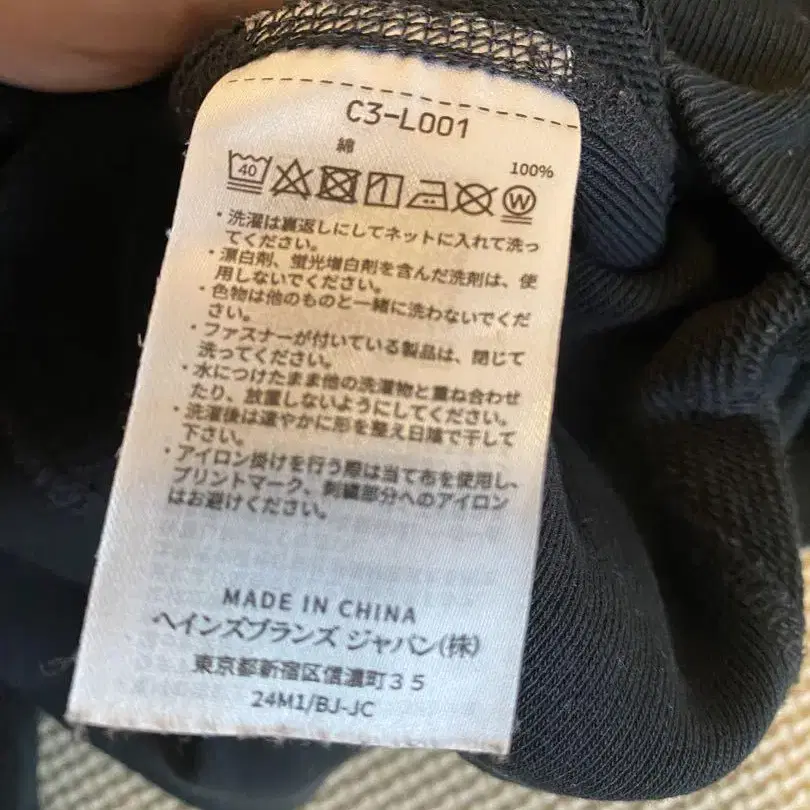 C3-L001
綿 100%
40 W
・洗濯は裏返しにしてネットに入れて洗っ
てください。
・漂白剤、蛍光増白剤を含んだ洗剤は、使
用しないでください。
・色物は他のものと一緒に洗わないでくだ
さい。
・ファスナーが付いている製品は、閉じて
洗ってください。
・水につけたまま他の洗濯物と重ね合わせ
たり、放置しないようにしてください。
・洗濯後は速やかに形を整え日陰で干して
下さい。
・アイロン掛けを行う際は当て布を使用し、
プリントマーク、刺繍部分へのアイロン
はお避けください。
MADE IN CHINA
ヘインズブランズ ジャパン(株)
東京都新宿区信濃町35
24M1/BJ-JC